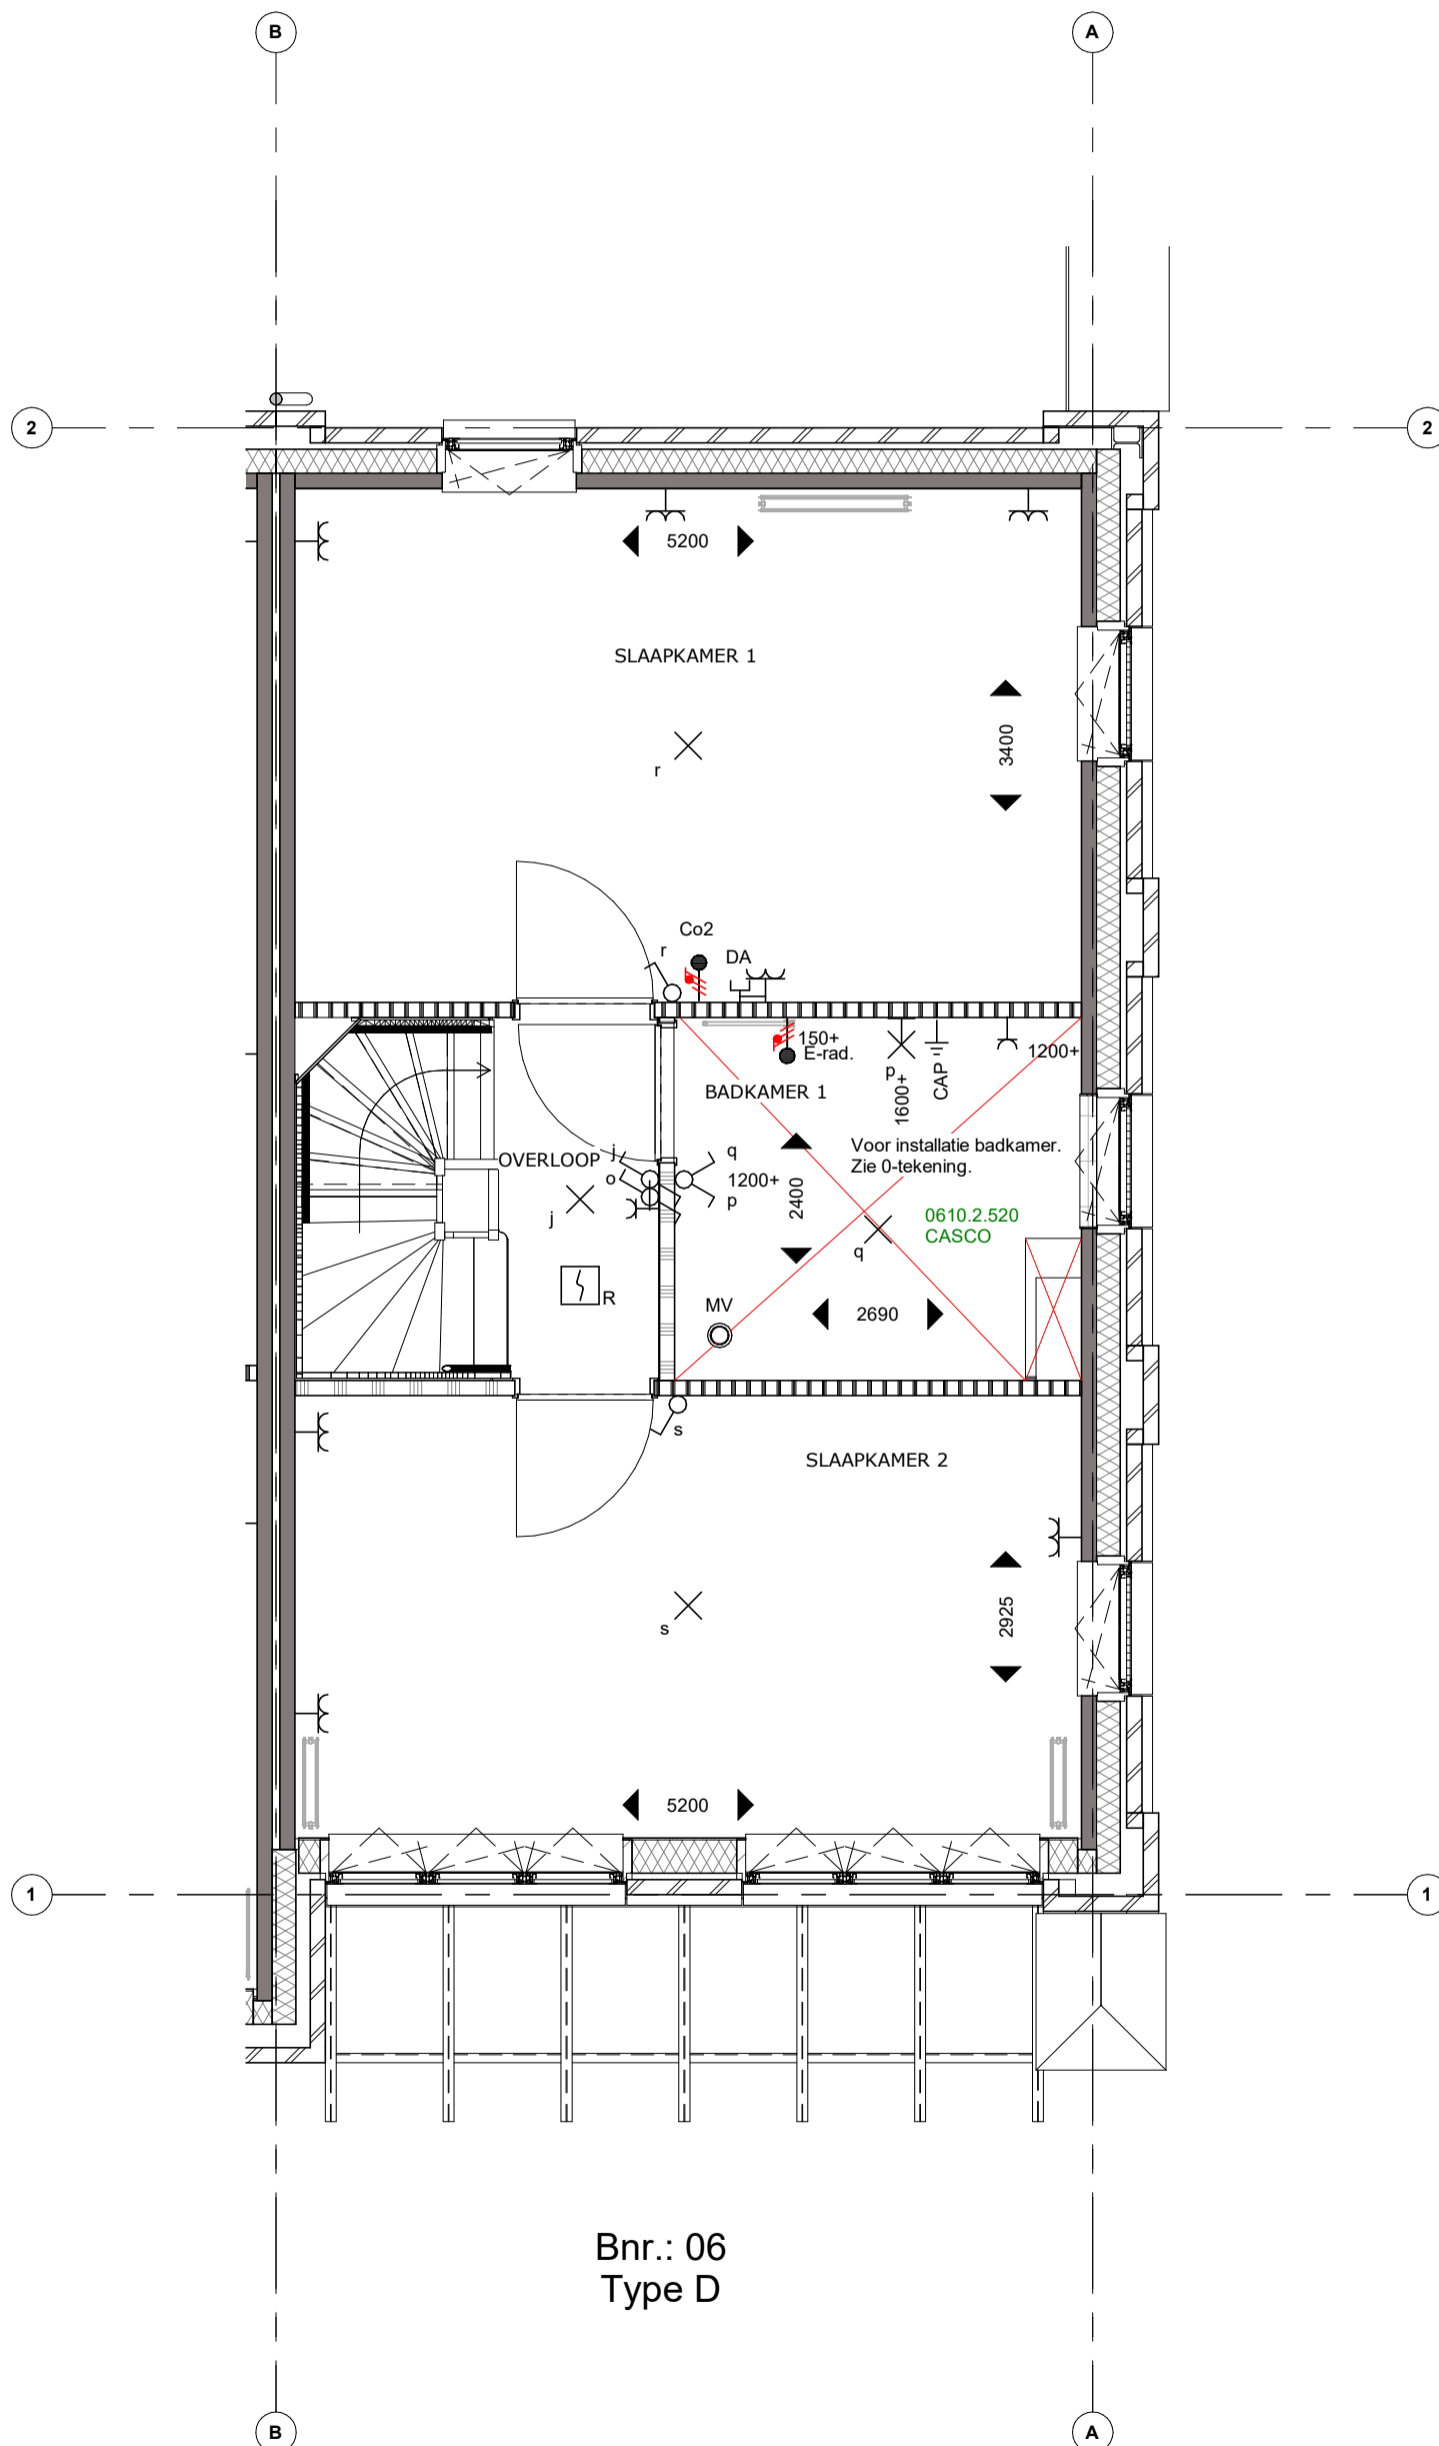 B
A
2
2
5200
SLAAPKAMER 1
3400
r
Co2
r
DA
150+
E-rad.
p
1600+
CAP
1200+
BADKAMER 1
Voor installatie badkamer.
Zie 0-tekening.
OVERLOOP
j
o
q
1200+
p
2400
j
0610.2.520
CASCO
q
R
MV
2690
s
SLAAPKAMER 2
2925
s
5200
1
1
Bnr.: 06
Type D
B
A